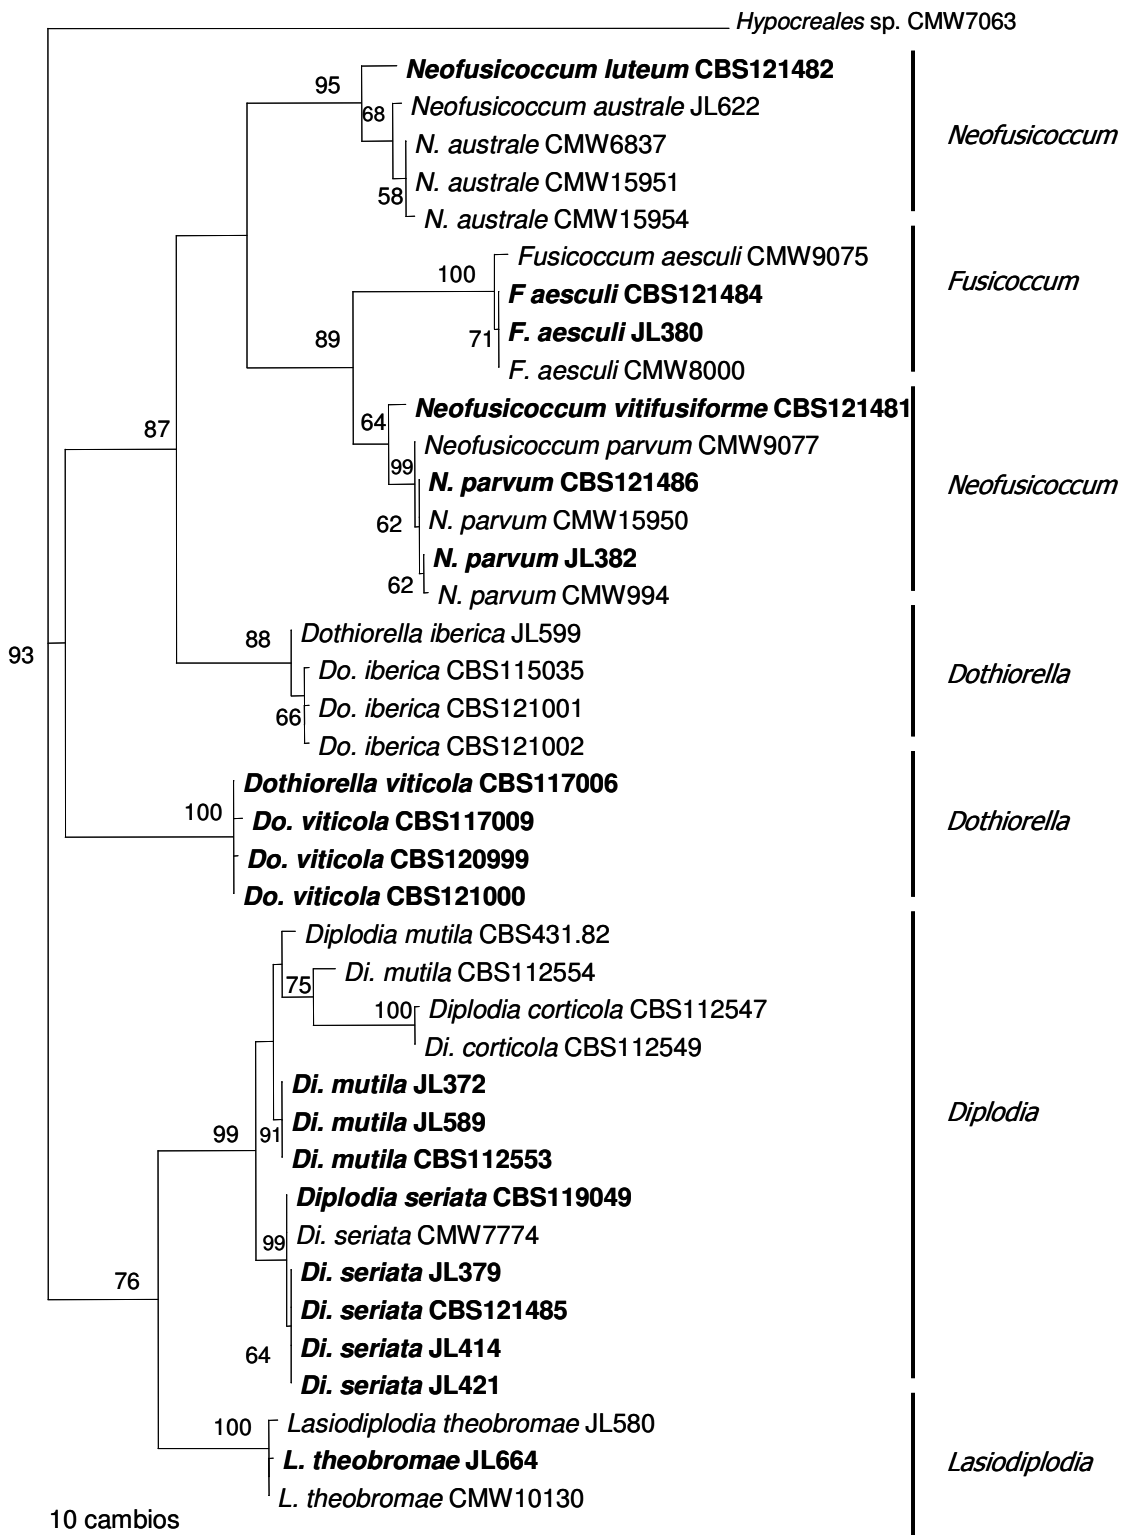 Hypocreales sp. CMW7063
Neofusicoccum luteum CBS121482
95
68
Neofusicoccum australe JL622
Neofusicoccum
N. australe CMW6837
N. australe CMW15951
58
N. australe CMW15954
Fusicoccum aesculi CMW9075
100
Fusicoccum
F aesculi CBS121484
F. aesculi JL380
89
71
F. aesculi CMW8000
Neofusicoccum vitifusiforme CBS121481
64
87
Neofusicoccum parvum CMW9077
99
N. parvum CBS121486
Neofusicoccum
N. parvum CMW15950
62
N. parvum JL382
62
N. parvum CMW994
88
Dothiorella iberica JL599
93
Do. iberica CBS115035
Dothiorella
Do. iberica CBS121001
66
Do. iberica CBS121002
Dothiorella viticola CBS117006
100
Do. viticola CBS117009
Dothiorella
Do. viticola CBS120999
Do. viticola CBS121000
Diplodia mutila CBS431.82
Di. mutila CBS112554
75
100
Diplodia corticola CBS112547
Di. corticola CBS112549
Di. mutila JL372
Diplodia
Di. mutila JL589
99
91
Di. mutila CBS112553
Diplodia seriata CBS119049
Di. seriata CMW7774
99
Di. seriata JL379
76
Di. seriata CBS121485
Di. seriata JL414
64
Di. seriata JL421
Lasiodiplodia theobromae JL580
100
L. theobromae JL664
Lasiodiplodia
L. theobromae CMW10130
10 cambios